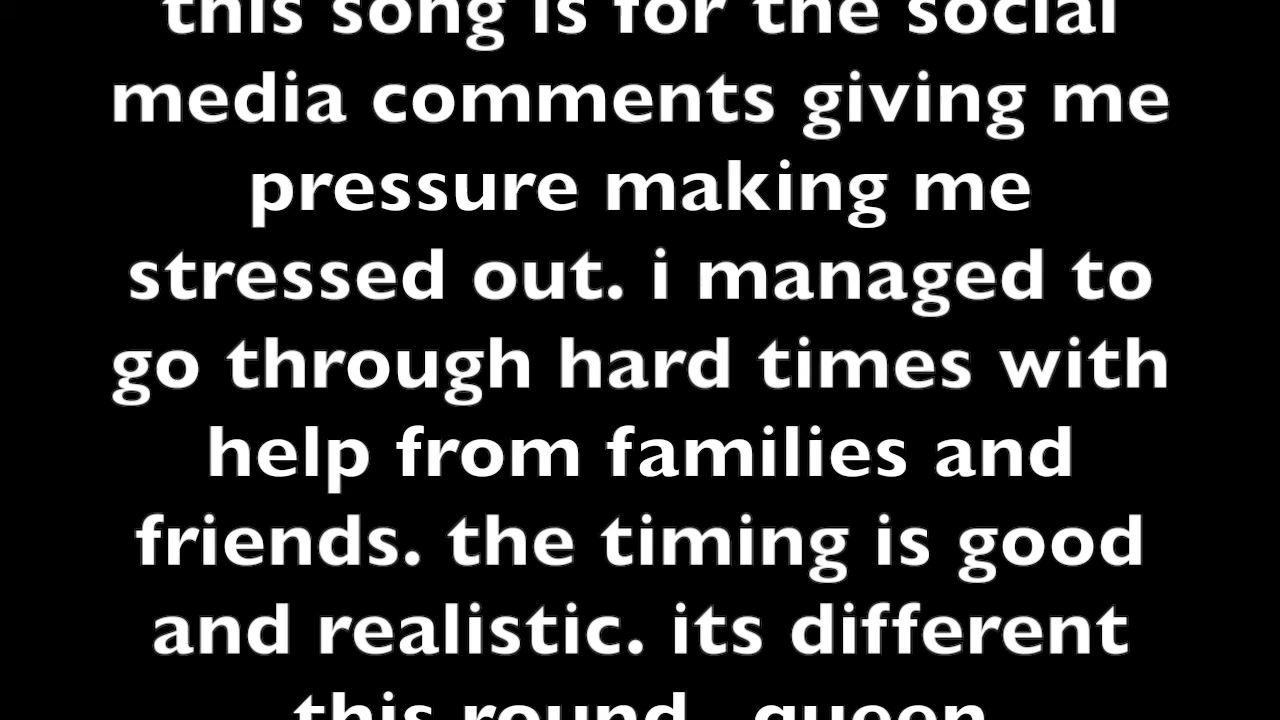 this song is for the social
media comments giving me
pressure making me
stressed out. i managed to
go through hard times with
help from families and
friends. the timing is good
and realistic. its different
this round. queen